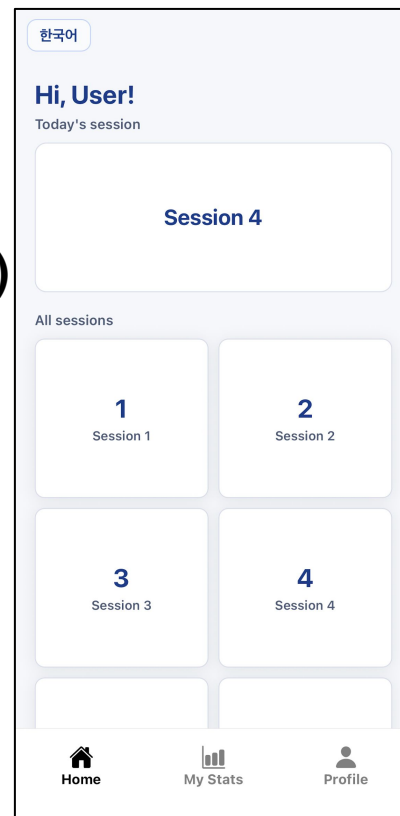 한국어
Hi, User!
Today's session
Session 4
All sessions
1
Session 1
2
Session 2
3
Session 3
4
Session 4
Home
My Stats
Profile